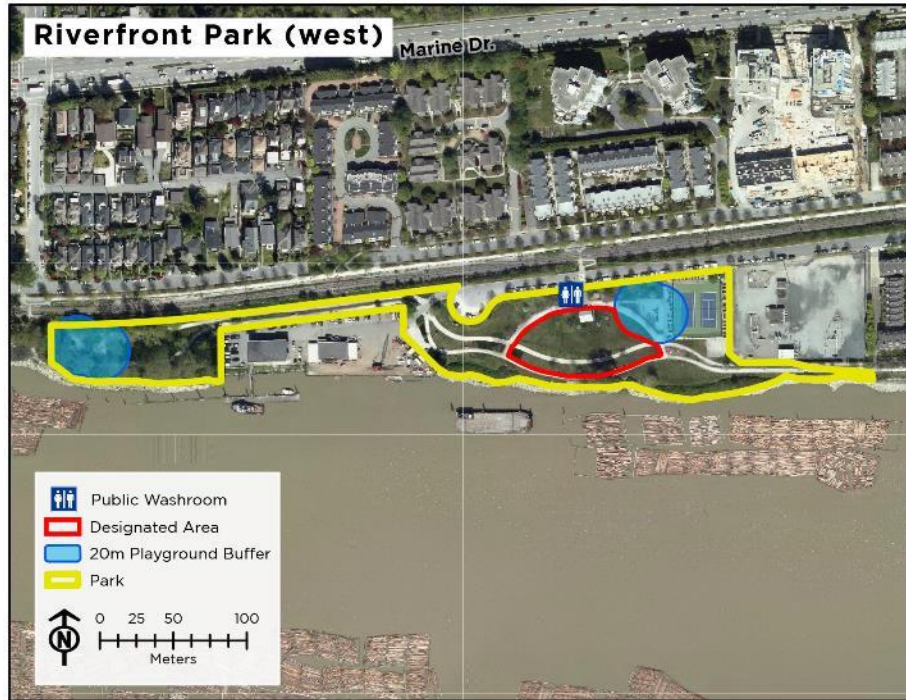 Riverfront Park (west)
Marine Dr.
Public Washroom
Designated Area
20m Playground Buffer
Park
N
0 25 50 100
Meters